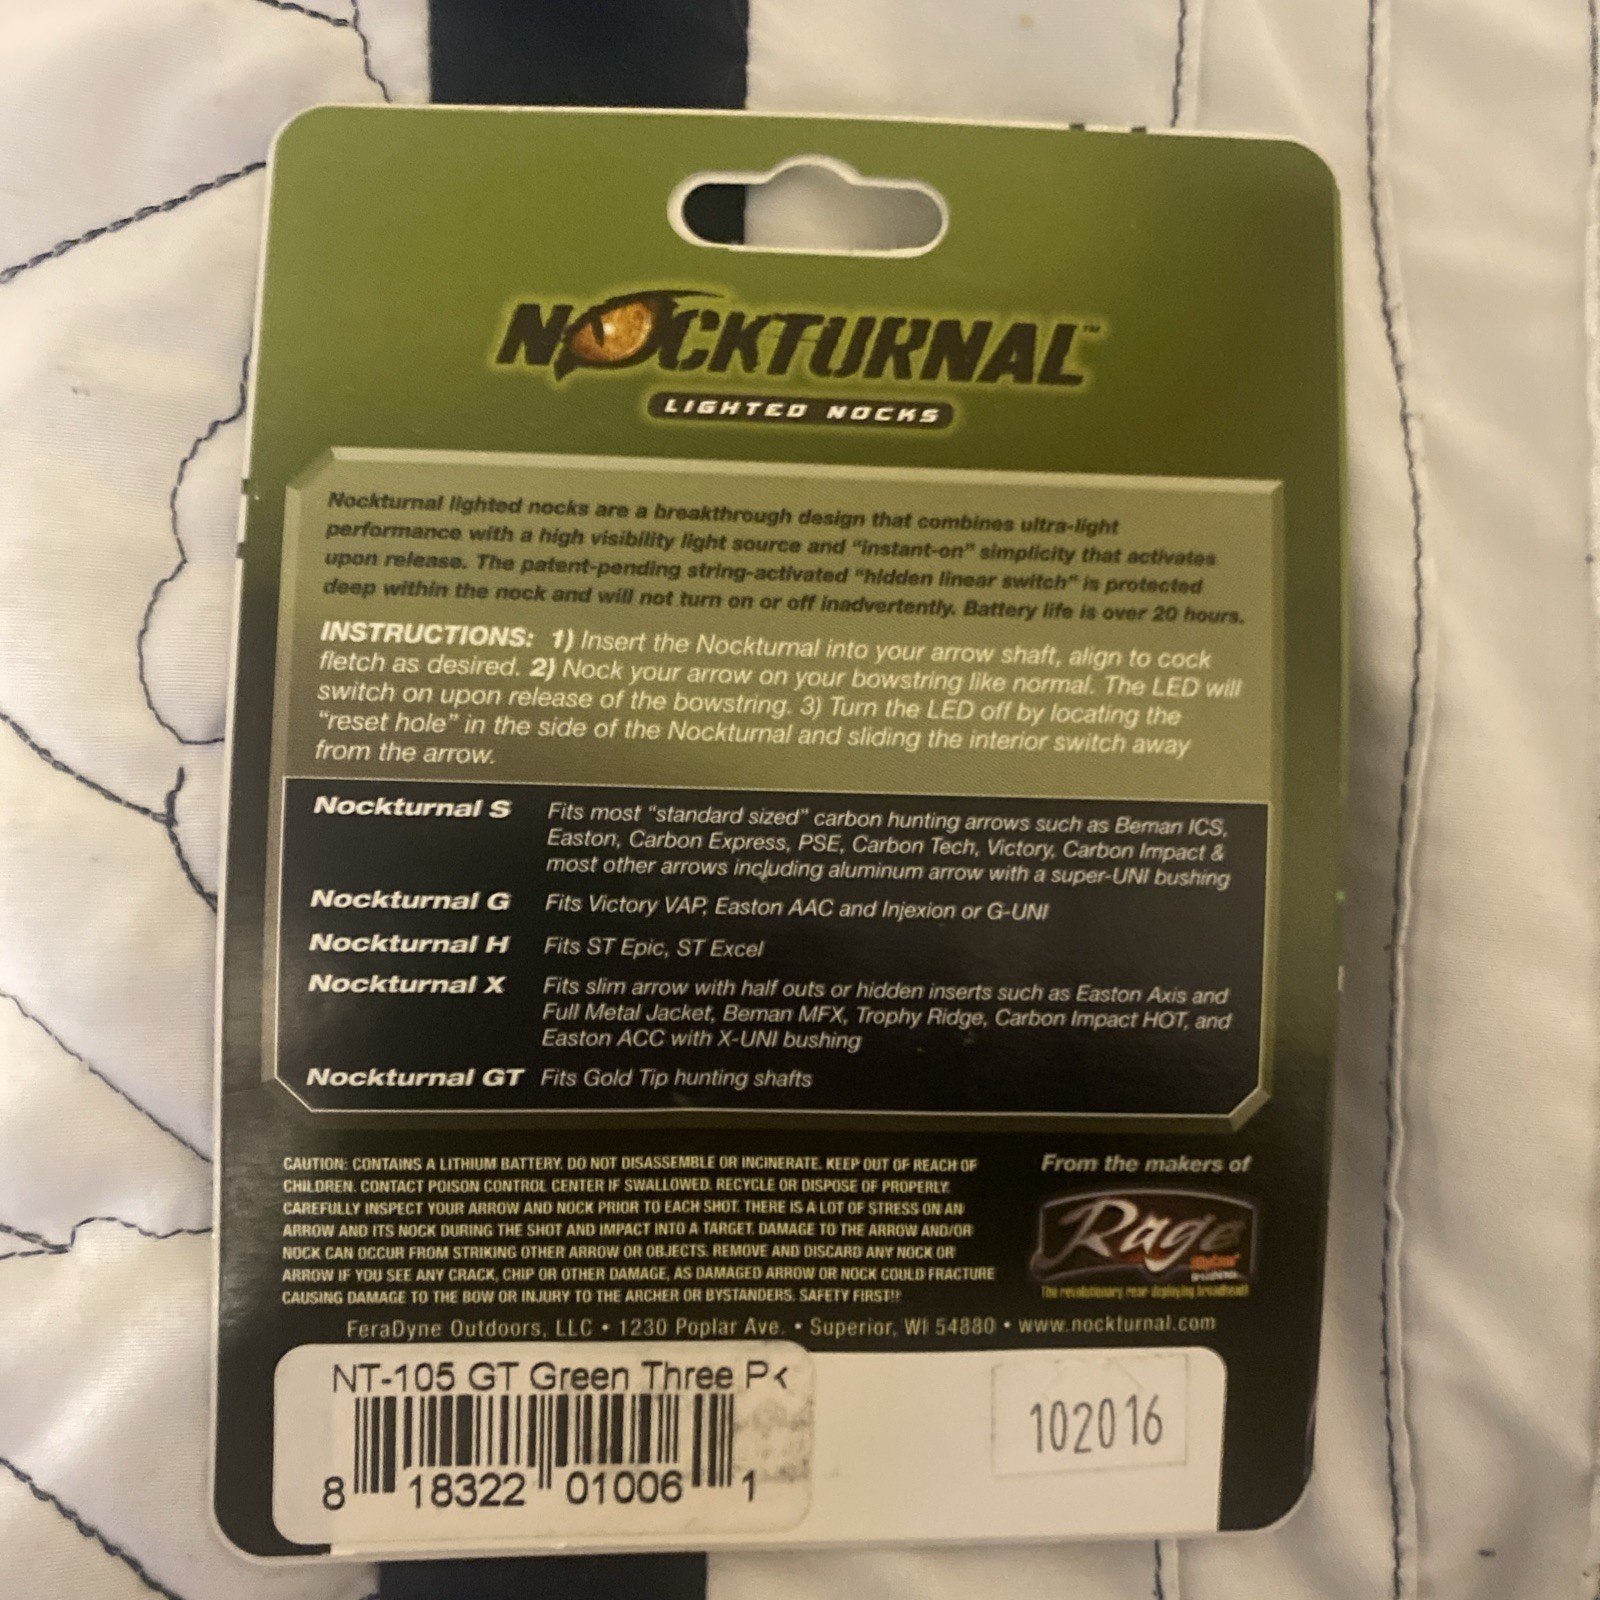 NOCKTURNAL™
LIGHTED NOCKS
Nockturnal lighted nocks are a breakthrough design that combines ultra-light
performance with a high visibility light source and "instant-on" simplicity that activates
upon release. The patent-pending string-activated "hidden linear switch" is protected
deep within the nock and will not turn on or off inadvertently. Battery life is over 20 hours.
INSTRUCTIONS: 1) Insert the Nockturnal into your arrow shaft, align to cock
fletch as desired. 2) Nock your arrow on your bowstring like normal. The LED will
switch on upon release of the bowstring. 3) Turn the LED off by locating the
"reset hole" in the side of the Nockturnal and sliding the interior switch away
from the arrow.
Nockturnal S Fits most "standard sized" carbon hunting arrows such as Beman ICS,
Easton, Carbon Express, PSE, Carbon Tech, Victory, Carbon Impact &
most other arrows including aluminum arrow with a super-UNI bushing
Nockturnal G Fits Victory VAP, Easton AAC and Injexion or G-UNI
Nockturnal H Fits ST Epic, ST Excel
Nockturnal X Fits slim arrow with half outs or hidden inserts such as Easton Axis and
Full Metal Jacket, Beman MFX, Trophy Ridge, Carbon Impact HOT, and
Easton ACC with X-UNI bushing
Nockturnal GT Fits Gold Tip hunting shafts
CAUTION: CONTAINS A LITHIUM BATTERY. DO NOT DISASSEMBLE OR INCINERATE. KEEP OUT OF REACH OF
CHILDREN. CONTACT POISON CONTROL CENTER IF SWALLOWED. RECYCLE OR DISPOSE OF PROPERLY.
CAREFULLY INSPECT YOUR ARROW AND NOCK PRIOR TO EACH SHOT. THERE IS A LOT OF STRESS ON AN
ARROW AND ITS NOCK DURING THE SHOT AND IMPACT INTO A TARGET. DAMAGE TO THE ARROW AND/OR
NOCK CAN OCCUR FROM STRIKING OTHER ARROW OR OBJECTS. REMOVE AND DISCARD ANY NOCK OR
ARROW IF YOU SEE ANY CRACK, CHIP OR OTHER DAMAGE, AS DAMAGED ARROW OR NOCK COULD FRACTURE
CAUSING DAMAGE TO THE BOW OR INJURY TO THE ARCHER OR BYSTANDERS. SAFETY FIRST!!
From the makers of
Rage
The revolutionary rear-deploying broadhead!
FeraDyne Outdoors, LLC • 1230 Poplar Ave. • Superior, WI 54880 • www.nockturnal.com
NT-105 GT Green Three P
8 18322 01006 1
102016